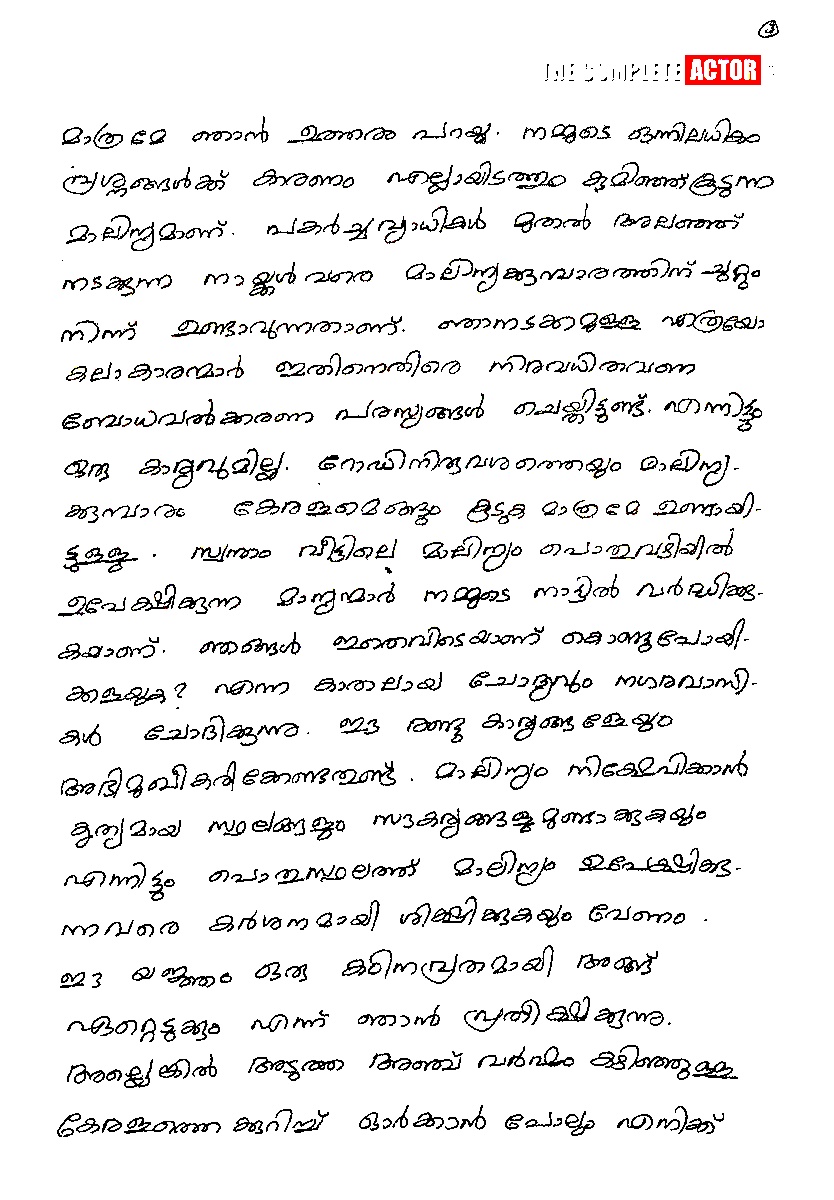 3
THE COMPLETE ACTOR
മാത്രമേ ഞാൻ ഉത്തരം പറയൂ. നമ്മുടെ ഒന്നിലധികം
പ്രശ്നങ്ങൾക്ക് കാരണം എല്ലായിടത്തും കുമിഞ്ഞ്കൂടുന്ന
മാലിന്യമാണ്. പകർച്ചവ്യാധികൾ മുതൽ അലഞ്ഞ്
നടക്കുന്ന നായ്ക്കൾ വരെ മാലിന്യക്കുമ്പാരത്തിന് ചുറ്റും
നിന്ന് ഉണ്ടാവുന്നതാണ്. ഞാനടക്കമുള്ള എത്രയോ
കലാകാരന്മാർ ഇതിനെതിരെ നിരവധിതവണ
ബോധവൽക്കരണ പരസ്യങ്ങൾ ചെയ്തിട്ടുണ്ട്. എന്നിട്ടും
ഒരു കാര്യവുമില്ല. റോഡിനിരുവശത്തെയും മാലിന്യ-
ക്കുമ്പാരം കേരളമെങ്ങും കൂടുക മാത്രമേ ഉണ്ടായി-
ട്ടുള്ളൂ. സ്വന്തം വീട്ടിലെ മാലിന്യം പൊതുവഴിയിൽ
ഉപേക്ഷിക്കുന്ന മാന്യന്മാർ നമ്മുടെ നാട്ടിൽ വർദ്ധിക്കു-
കയാണ്. ഞങ്ങൾ ഇതെവിടെയാണ് കൊണ്ടുപോയി-
ക്കളയുക? എന്ന കാതലായ ചോദ്യവും നഗരവാസി-
കൾ ചോദിക്കുന്നു. ഈ രണ്ടു കാര്യങ്ങളേയും
അഭിമുഖീകരിക്കേണ്ടതുണ്ട്. മാലിന്യം നിക്ഷേപിക്കാൻ
കൃത്യമായ സ്ഥലങ്ങളും സൗകര്യങ്ങളുമുണ്ടാക്കുകയും
എന്നിട്ടും പൊതുസ്ഥലത്ത് മാലിന്യം ഉപേക്ഷിക്കു-
ന്നവരെ കർശനമായി ശിക്ഷിക്കുകയും വേണം.
ഈ യജ്ഞം ഒരു കഠിനവ്രതമായി അങ്ങ്
ഏറ്റെടുക്കും എന്ന് ഞാൻ പ്രതീക്ഷിക്കുന്നു.
അല്ലെങ്കിൽ അടുത്ത അഞ്ച് വർഷം കഴിഞ്ഞുള്ള
കേരളത്തെക്കുറിച്ച് ഓർക്കാൻ പോലും എനിക്ക്